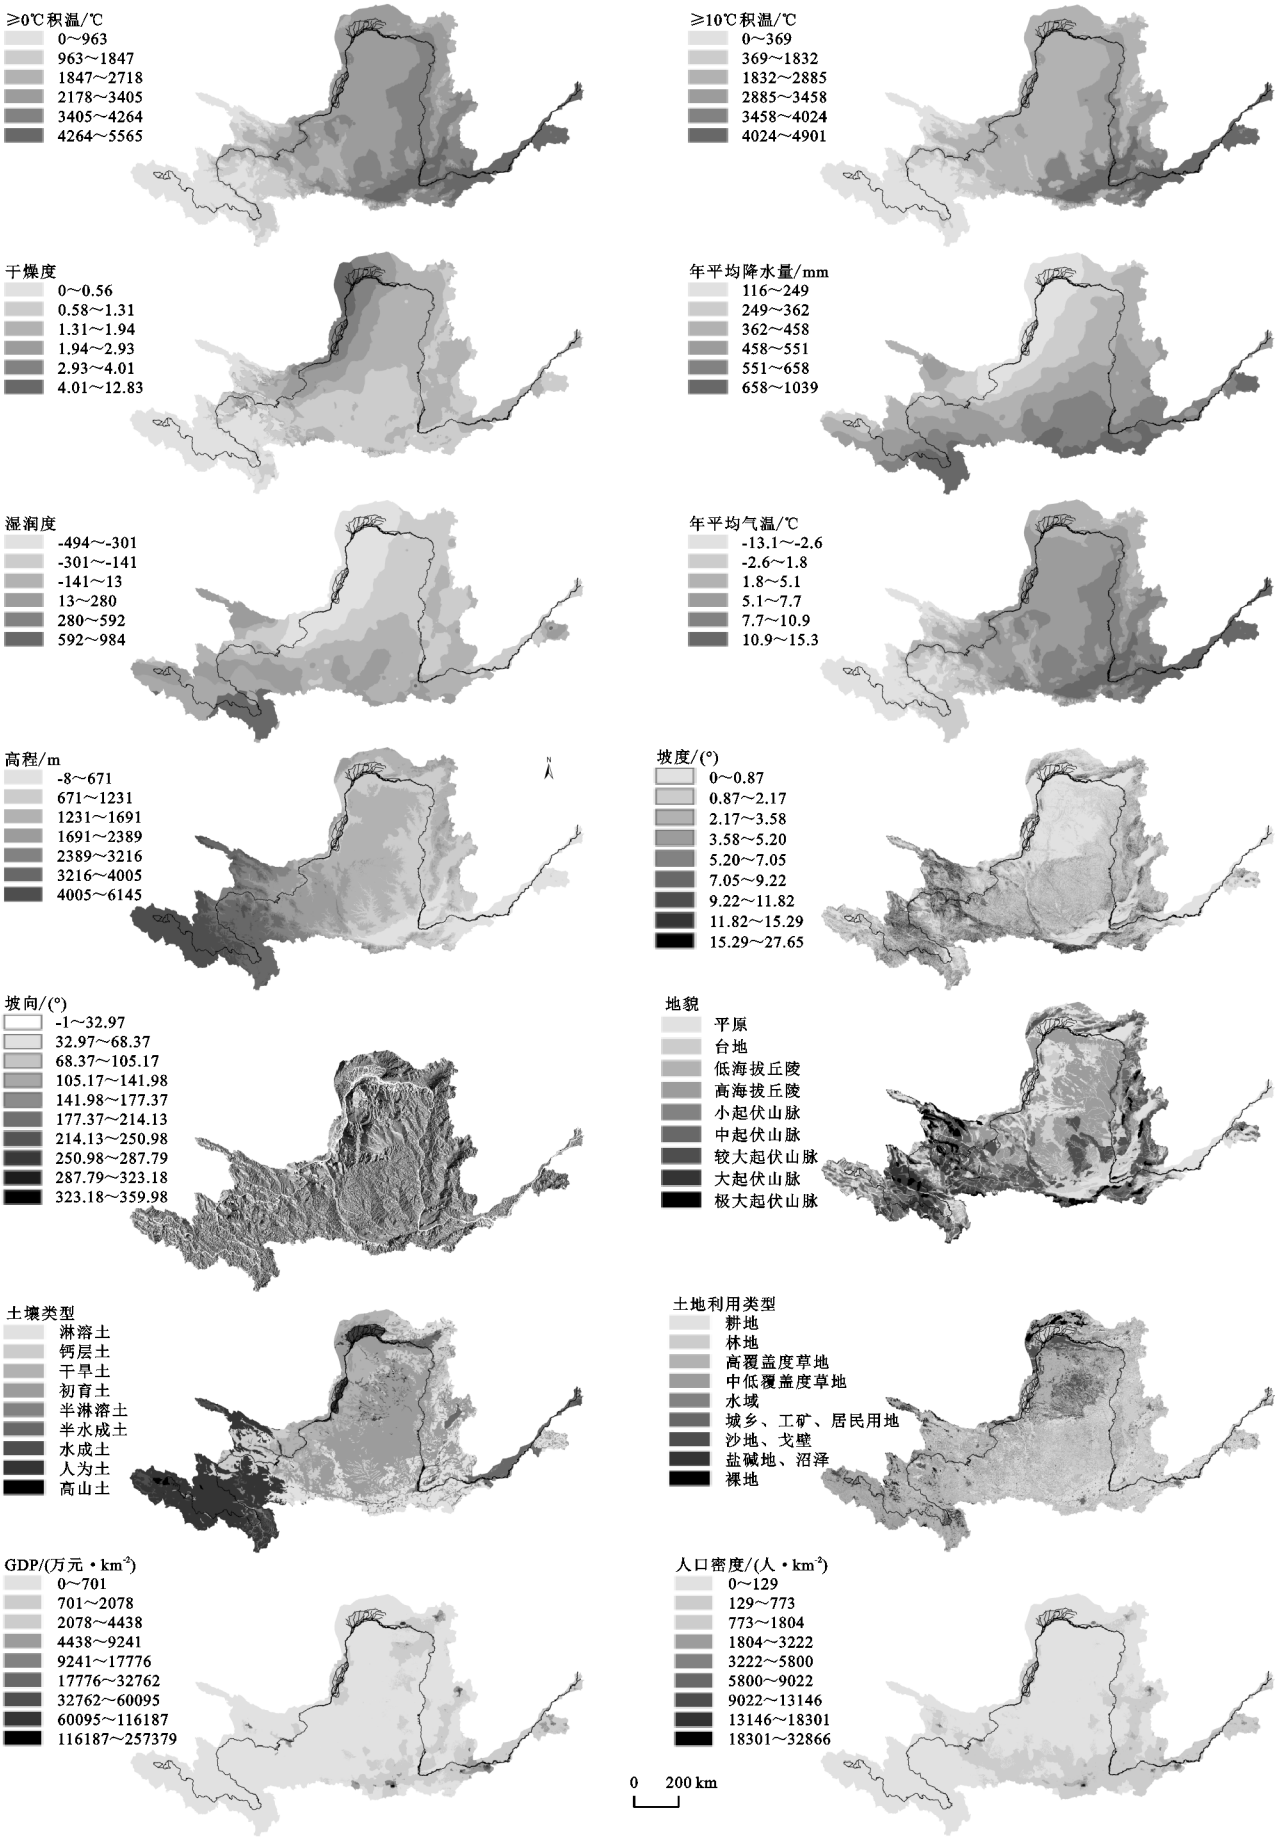 ≥0℃积温/℃
0～963
963～1847
1847～2718
2178～3405
3405～4264
4264～5565
≥10℃积温/℃
0～369
369～1832
1832～2885
2885～3458
3458～4024
4024～4901
干燥度
0～0.56
0.58～1.31
1.31～1.94
1.94～2.93
2.93～4.01
4.01～12.83
年平均降水量/mm
116～249
249～362
362～458
458～551
551～658
658～1039
湿润度
-494～-301
-301～-141
-141～13
13～280
280～592
592～984
年平均气温/℃
-13.1～-2.6
-2.6～1.8
1.8～5.1
5.1～7.7
7.7～10.9
10.9～15.3
高程/m
-8～671
671～1231
1231～1691
1691～2389
2389～3216
3216～4005
4005～6145
N
坡度/(°)
0～0.87
0.87～2.17
2.17～3.58
3.58～5.20
5.20～7.05
7.05～9.22
9.22～11.82
11.82～15.29
15.29～27.65
坡向/(°)
-1～32.97
32.97～68.37
68.37～105.17
105.17～141.98
141.98～177.37
177.37～214.13
214.13～250.98
250.98～287.79
287.79～323.18
323.18～359.98
地貌
平原
台地
低海拔丘陵
高海拔丘陵
小起伏山脉
中起伏山脉
较大起伏山脉
大起伏山脉
极大起伏山脉
土壤类型
淋溶土
钙层土
干旱土
初育土
半淋溶土
半水成土
水成土
人为土
高山土
土地利用类型
耕地
林地
高覆盖度草地
中低覆盖度草地
水域
城乡、工矿、居民用地
沙地、戈壁
盐碱地、沼泽
裸地
GDP/(万元·km⁻²)
0～701
701～2078
2078～4438
4438～9241
9241～17776
17776～32762
32762～60095
60095～116187
116187～257379
人口密度/(人·km⁻²)
0～129
129～773
773～1804
1804～3222
3222～5800
5800～9022
9022～13146
13146～18301
18301～32866
0 200 km